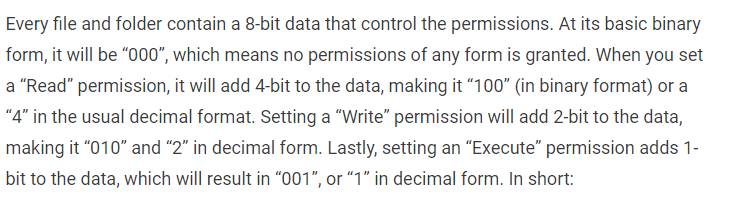 Every file and folder contain a 8-bit data that control the permissions. At its basic binary
form, it will be “000”, which means no permissions of any form is granted. When you set
a “Read” permission, it will add 4-bit to the data, making it “100” (in binary format) or a
“4” in the usual decimal format. Setting a “Write” permission will add 2-bit to the data,
making it “010” and “2” in decimal form. Lastly, setting an “Execute” permission adds 1-
bit to the data, which will result in “001”, or “1” in decimal form. In short: